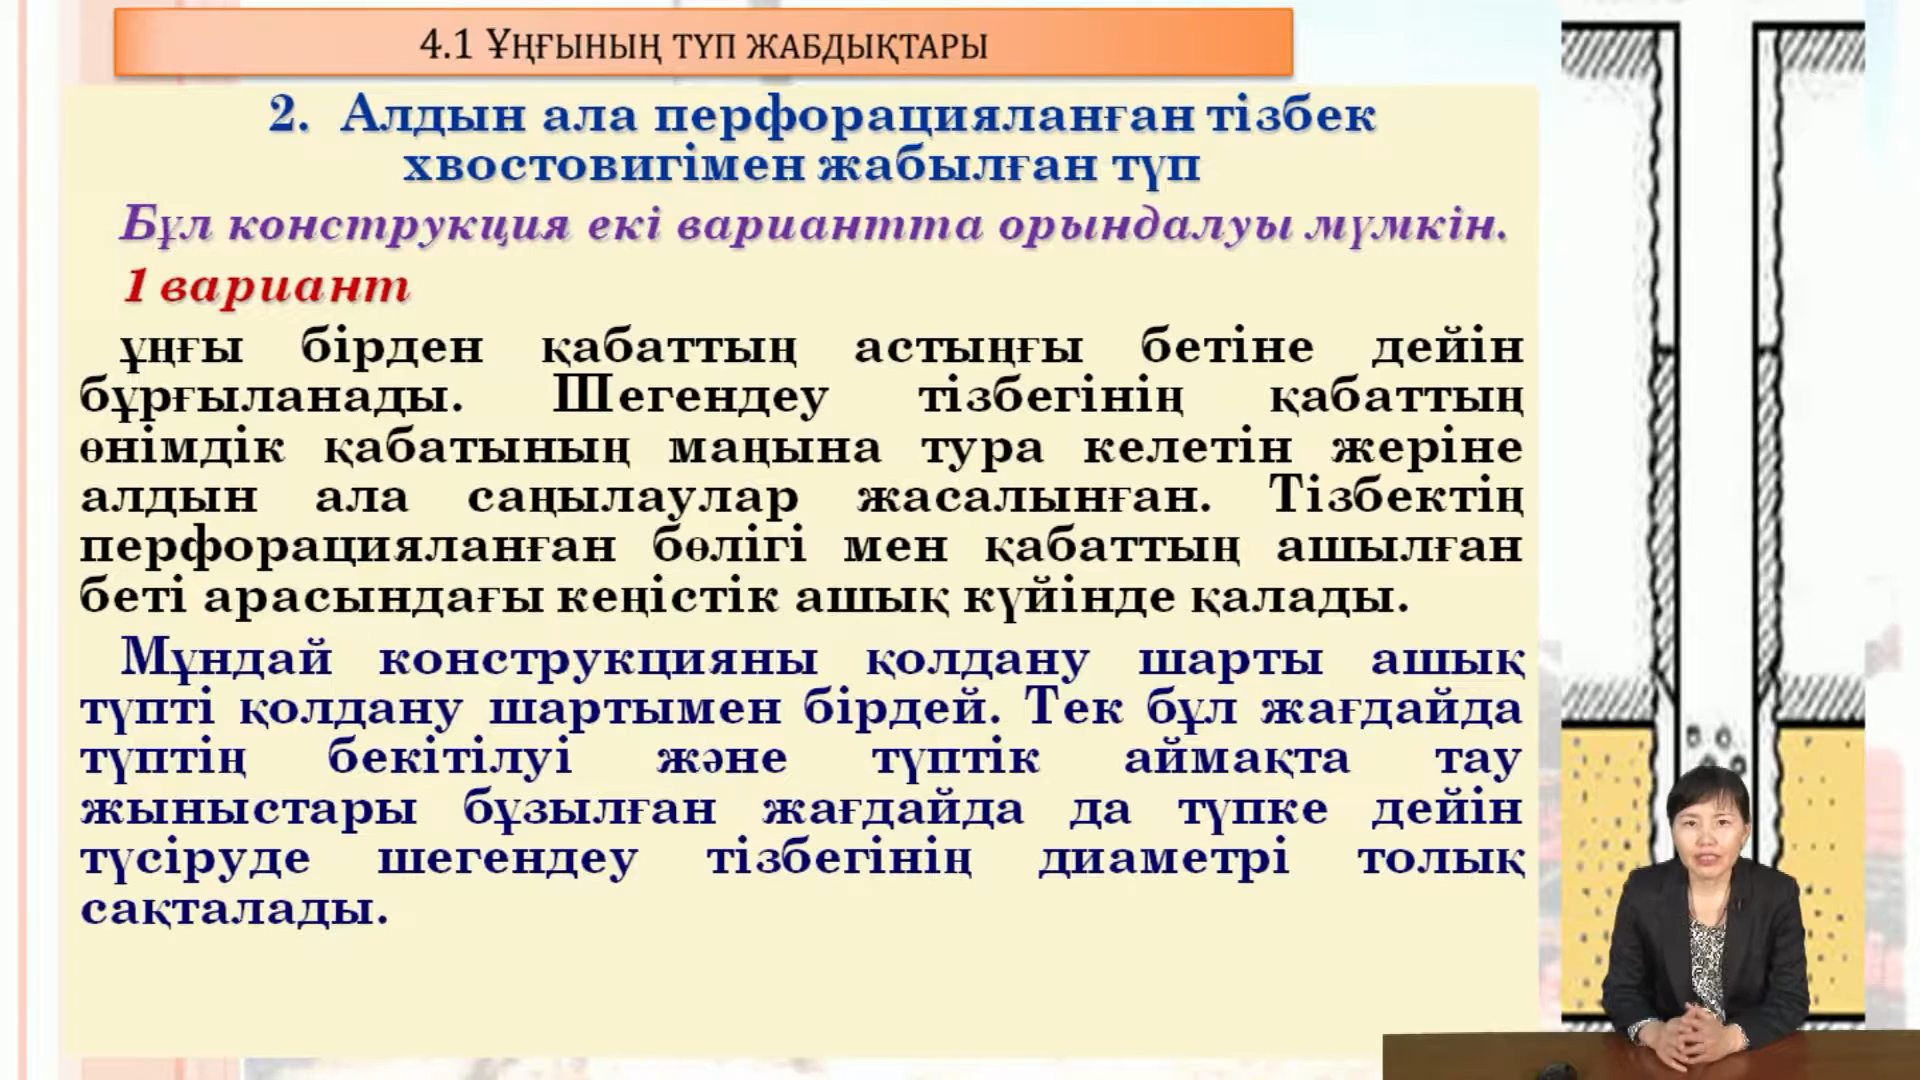 4.1 ҰҢҒЫНЫҢ ТҮП ЖАБДЫҚТАРЫ
2. Алдын ала перфорацияланған тізбек
хвостовигімен жабылған түп
Бұл конструкция екі вариантта орындалуы мүмкін.
1 вариант
ұңғы бірден қабаттың астыңғы бетіне дейін
бұрғыланады. Шегендеу тізбегінің қабаттың
өнімдік қабатының маңына тура келетін жеріне
алдын ала саңылаулар жасалынған. Тізбектің
перфорацияланған бөлігі мен қабаттың ашылған
беті арасындағы кеңістік ашық күйінде қалады.
Мұндай конструкцияны қолдану шарты ашық
түпті қолдану шартымен бірдей. Тек бұл жағдайда
түптің бекітілуі және түптік аймақта тау
жыныстары бұзылған жағдайда да түпке дейін
түсіруде шегендеу тізбегінің диаметрі толық
сақталады.